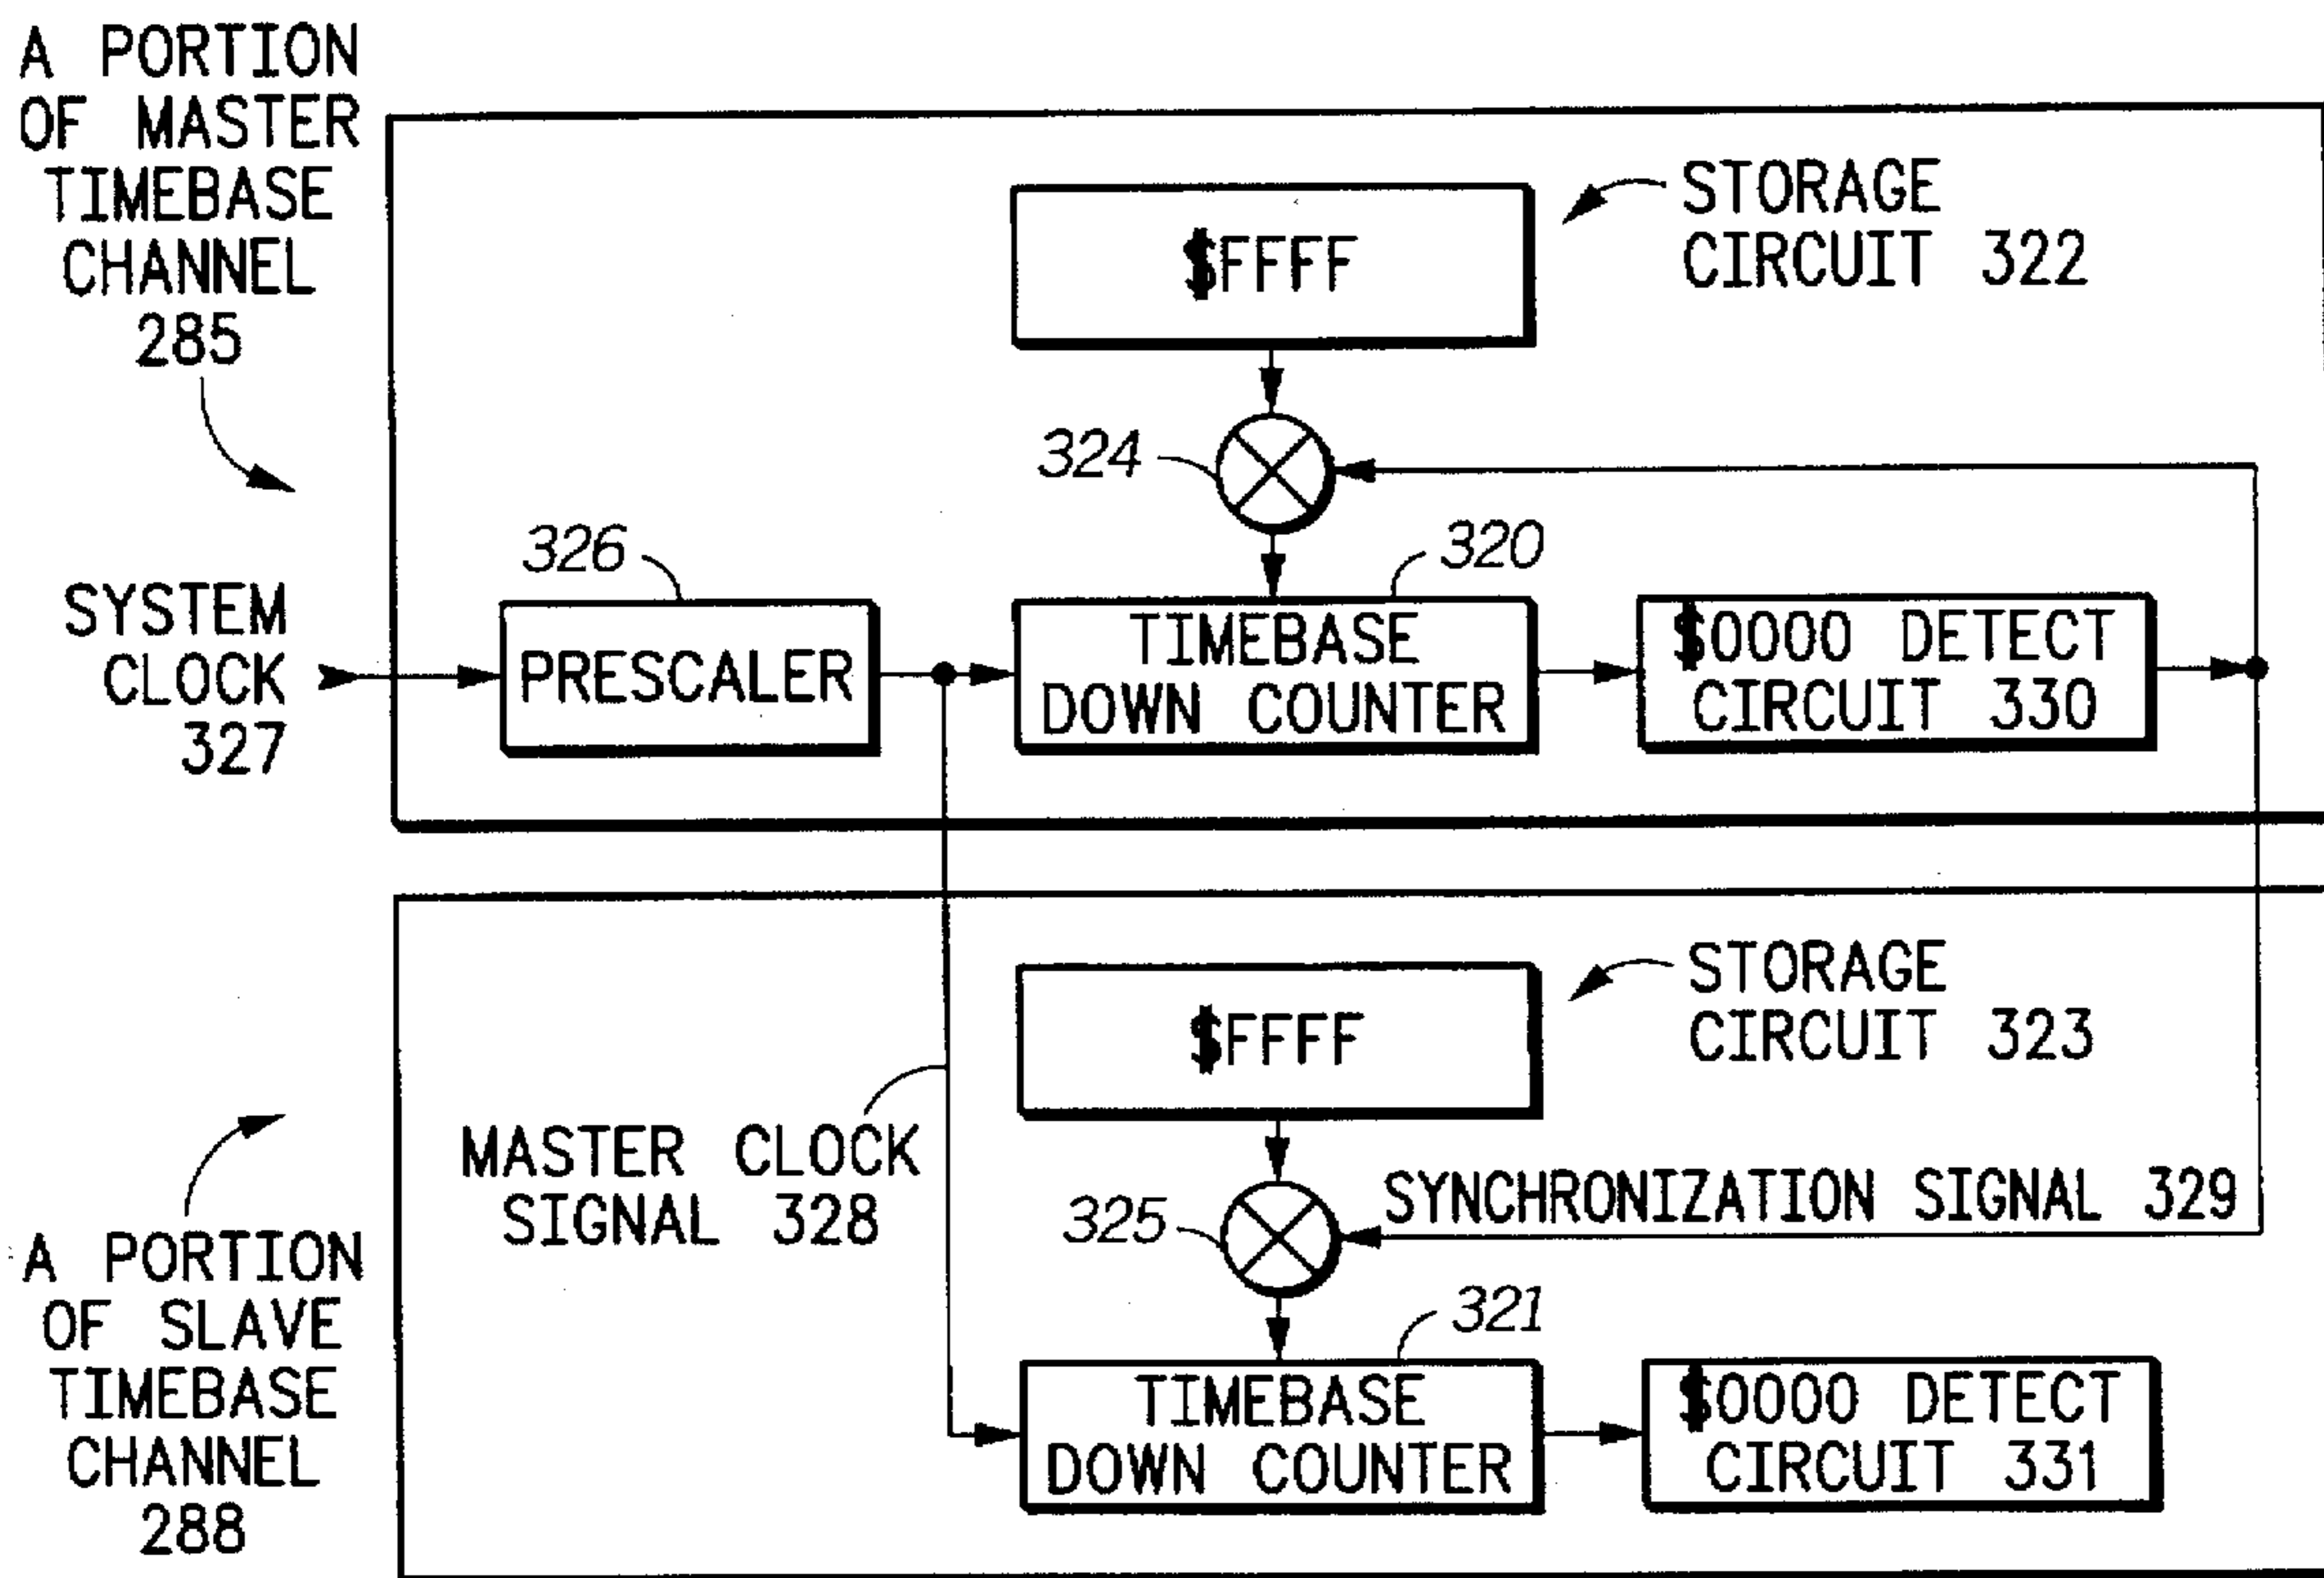 A PORTION
OF MASTER
TIMEBASE
CHANNEL
285
$FFFF
STORAGE
CIRCUIT 322
324
326
320
SYSTEM
CLOCK
327
PRESCALER
TIMEBASE
DOWN COUNTER
$0000 DETECT
CIRCUIT 330
$FFFF
STORAGE
CIRCUIT 323
MASTER CLOCK
SIGNAL 328
325
SYNCHRONIZATION SIGNAL 329
A PORTION
OF SLAVE
TIMEBASE
CHANNEL
288
321
TIMEBASE
DOWN COUNTER
$0000 DETECT
CIRCUIT 331